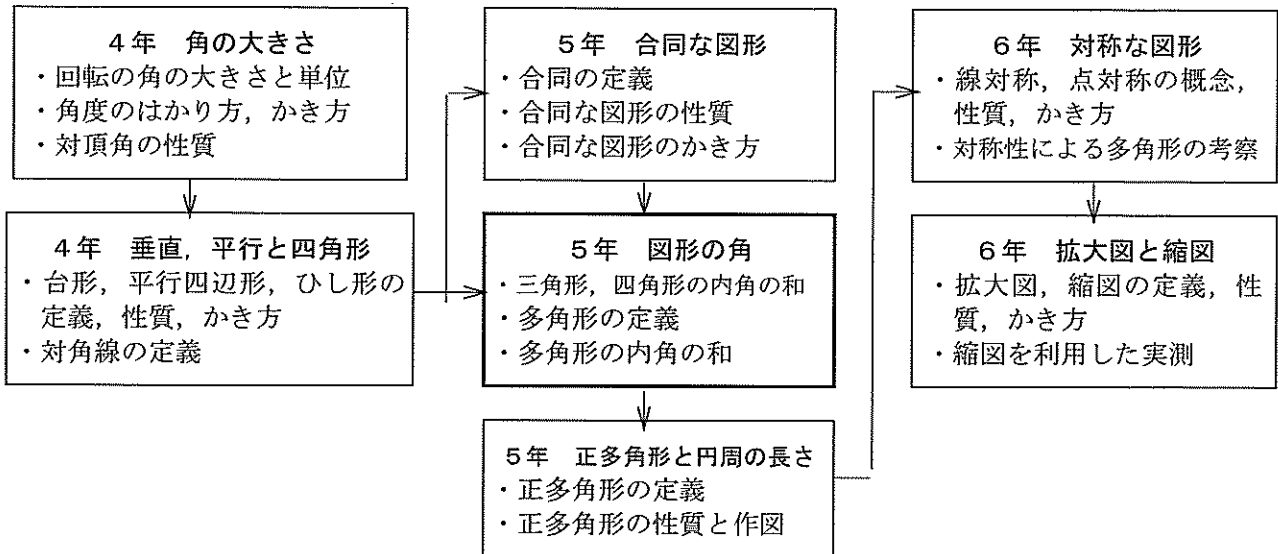 4年 角の大きさ
・回転の角の大きさと単位
・角度のはかり方，かき方
・対頂角の性質
4年 垂直，平行と四角形
・台形，平行四辺形，ひし形の
定義，性質，かき方
・対角線の定義
5年 合同な図形
・合同の定義
・合同な図形の性質
・合同な図形のかき方
5年 図形の角
・三角形，四角形の内角の和
・多角形の定義
・多角形の内角の和
5年 正多角形と円周の長さ
・正多角形の定義
・正多角形の性質と作図
6年 対称な図形
・線対称，点対称の概念，
性質，かき方
・対称性による多角形の考察
6年 拡大図と縮図
・拡大図，縮図の定義，性
質，かき方
・縮図を利用した実測